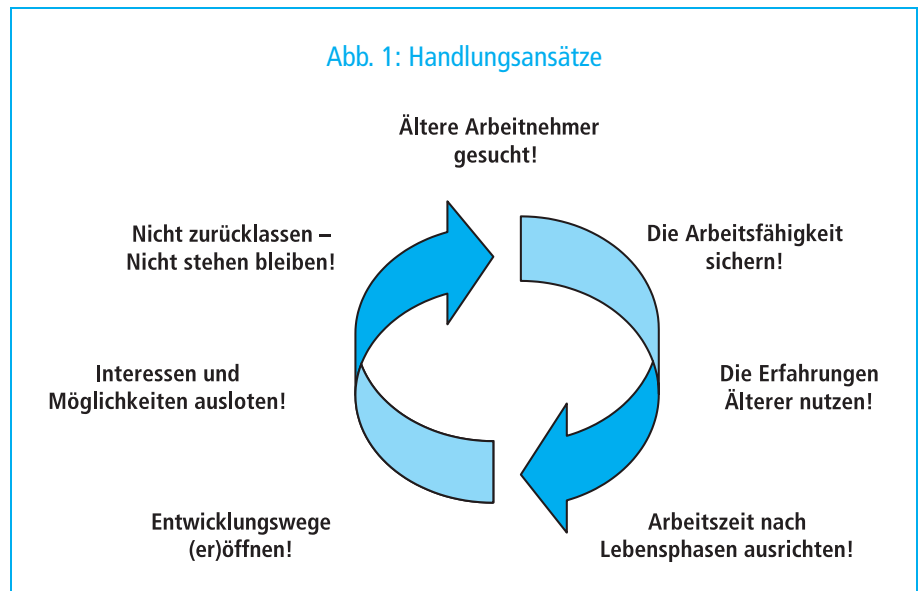 Abb. 1: Handlungsansätze
Ältere Arbeitnehmer
gesucht!
Die Arbeitsfähigkeit
sichern!
Die Erfahrungen
Älterer nutzen!
Arbeitszeit nach
Lebensphasen ausrichten!
Entwicklungswege
(er)öffnen!
Interessen und
Möglichkeiten ausloten!
Nicht zurücklassen –
Nicht stehen bleiben!